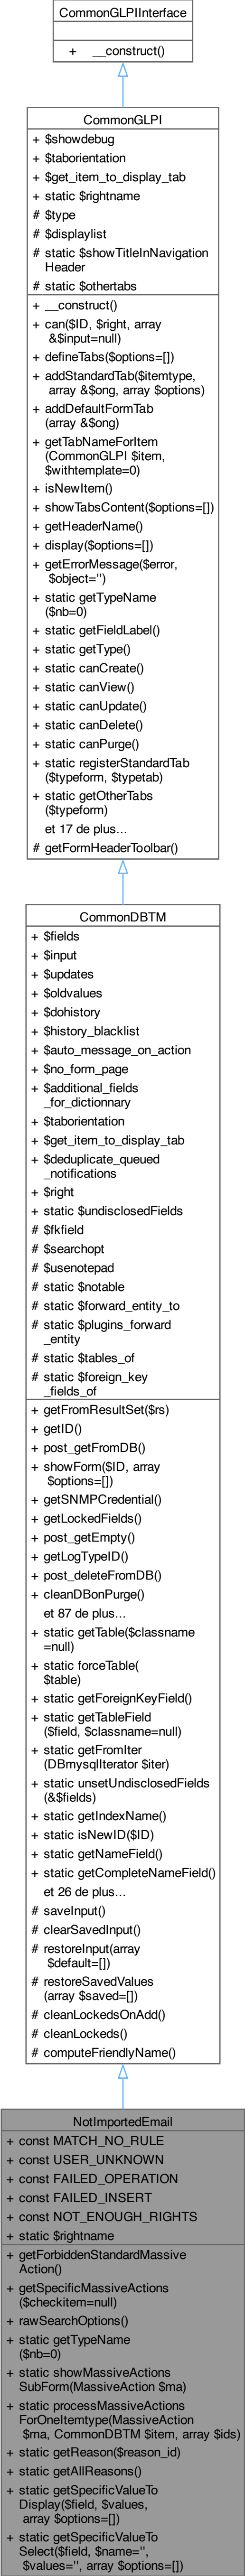 CommonGLPIInterface
+ __construct()
CommonGLPI
+ $showdebug
+ $taborientation
+ $get_item_to_display_tab
+ static $rightname
# $type
# $displaylist
# static $showTitleInNavigation
Header
# static $othertabs
+ __construct()
+ can($ID, $right, array
&$input=null)
+ defineTabs($options=[])
+ addStandardTab($itemtype,
array &$ong, array $options)
+ addDefaultFormTab
(array &$ong)
+ getTabNameForItem
(CommonGLPI $item,
$withtemplate=0)
+ isNewItem()
+ showTabsContent($options=[])
+ getHeaderName()
+ display($options=[])
+ getErrorMessage($error,
$object='')
+ static getTypeName
($nb=0)
+ static getFieldLabel()
+ static getType()
+ static canCreate()
+ static canView()
+ static canUpdate()
+ static canDelete()
+ static canPurge()
+ static registerStandardTab
($typeform, $typetab)
+ static getOtherTabs
($typeform)
et 17 de plus...
# getFormHeaderToolbar()
CommonDBTM
+ $fields
+ $input
+ $updates
+ $oldvalues
+ $dohistory
+ $history_blacklist
+ $auto_message_on_action
+ $no_form_page
+ $additional_fields
_for_dictionnary
+ $taborientation
+ $get_item_to_display_tab
+ $deduplicate_queued
_notifications
+ $right
+ static $undisclosedFields
# $fkfield
# $searchopt
# $usenotepad
# static $notable
# static $forward_entity_to
# static $plugins_forward
_entity
# static $tables_of
# static $foreign_key
_fields_of
+ getFromResultSet($rs)
+ getID()
+ post_getFromDB()
+ showForm($ID, array
$options=[])
+ getSNMPCredential()
+ getLockedFields()
+ post_getEmpty()
+ getLogTypeID()
+ post_deleteFromDB()
+ cleanDBonPurge()
et 87 de plus...
+ static getTable($classname
=null)
+ static forceTable(
$table)
+ static getForeignKeyField()
+ static getTableField
($field, $classname=null)
+ static getFromIter
(DBmysqlIterator $iter)
+ static unsetUndisclosedFields
(&$fields)
+ static getIndexName()
+ static isNewID($ID)
+ static getNameField()
+ static getCompleteNameField()
et 26 de plus...
# saveInput()
# clearSavedInput()
# restoreInput(array
$default=[])
# restoreSavedValues
(array $saved=[])
# cleanLockedsOnAdd()
# cleanLockeds()
# computeFriendlyName()
NotImportedEmail
+ const MATCH_NO_RULE
+ const USER_UNKNOWN
+ const FAILED_OPERATION
+ const FAILED_INSERT
+ const NOT_ENOUGH_RIGHTS
+ static $rightname
+ getForbiddenStandardMassive
Action()
+ getSpecificMassiveActions
($checkitem=null)
+ rawSearchOptions()
+ static getTypeName
($nb=0)
+ static showMassiveActions
SubForm(MassiveAction $ma)
+ static processMassiveActions
ForOneItemtype(MassiveAction
$ma, CommonDBTM $item, array $ids)
+ static getReason($reason_id)
+ static getAllReasons()
+ static getSpecificValueTo
Display($field, $values,
array $options=[])
+ static getSpecificValueTo
Select($field, $name='',
$values='', array $options=[])